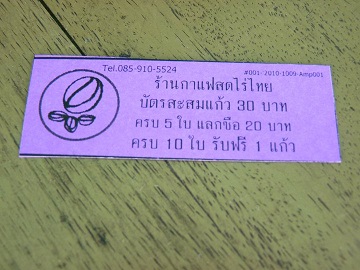 Tel.085-910-5524 #001-2010-1009-Amp001
ร้านกาแฟสดไร่ไทย
บัตรสะสมแก้ว 30 บาท
ครบ 5 ใบ แลกซื้อ 20 บาท
ครบ 10 ใบ รับฟรี 1 แก้ว